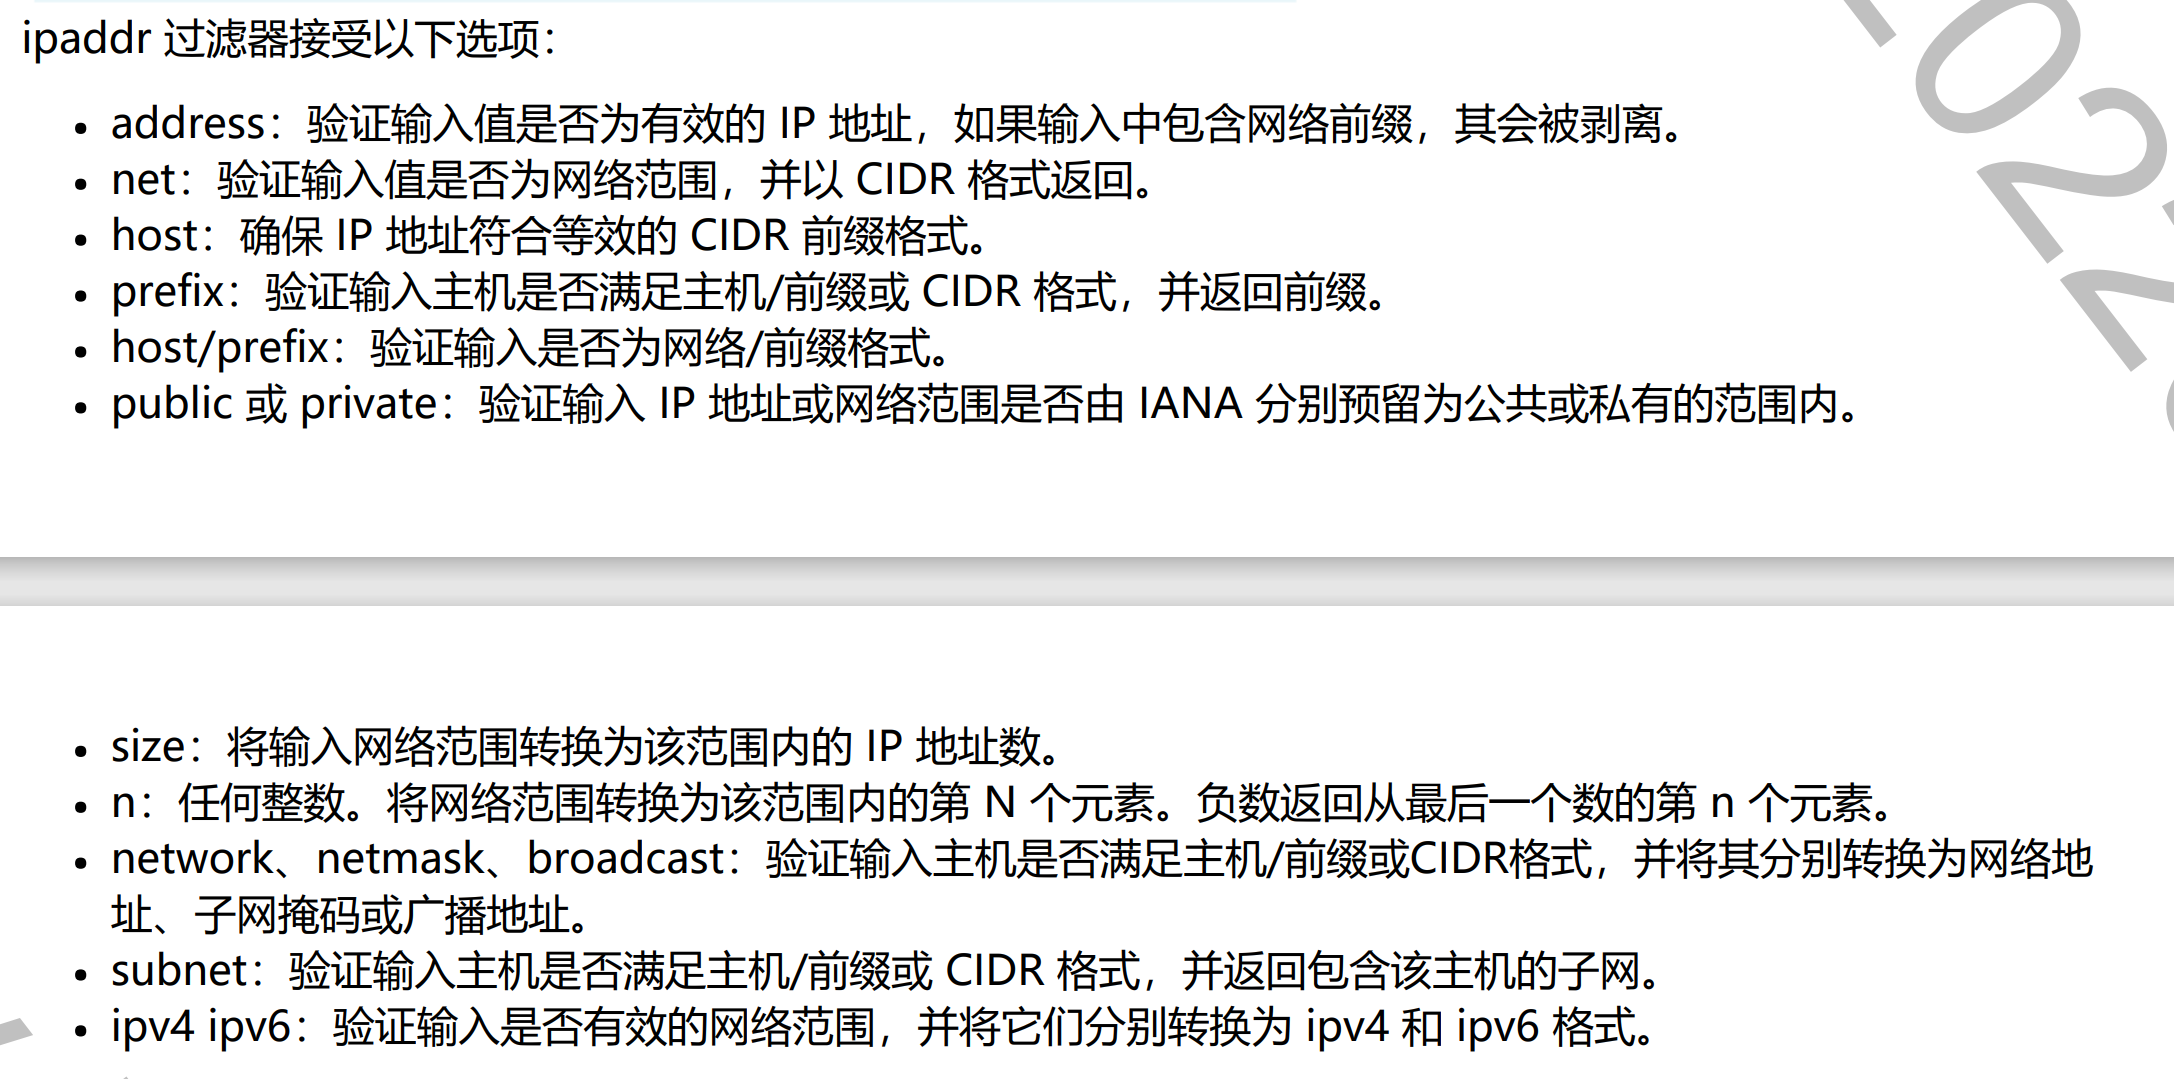 ipaddr 过滤器接受以下选项：
• address：验证输入值是否为有效的 IP 地址，如果输入中包含网络前缀，其会被剥离。
• net：验证输入值是否为网络范围，并以 CIDR 格式返回。
• host：确保 IP 地址符合等效的 CIDR 前缀格式。
• prefix：验证输入主机是否满足主机/前缀或 CIDR 格式，并返回前缀。
• host/prefix：验证输入是否为网络/前缀格式。
• public 或 private：验证输入 IP 地址或网络范围是否由 IANA 分别预留为公共或私有的范围内。
• size：将输入网络范围转换为该范围内的 IP 地址数。
• n：任何整数。将网络范围转换为该范围内的第 N 个元素。负数返回从最后一个数的第 n 个元素。
• network、netmask、broadcast：验证输入主机是否满足主机/前缀或CIDR格式，并将其分别转换为网络地
址、子网掩码或广播地址。
• subnet：验证输入主机是否满足主机/前缀或 CIDR 格式，并返回包含该主机的子网。
• ipv4 ipv6：验证输入是否有效的网络范围，并将它们分别转换为 ipv4 和 ipv6 格式。